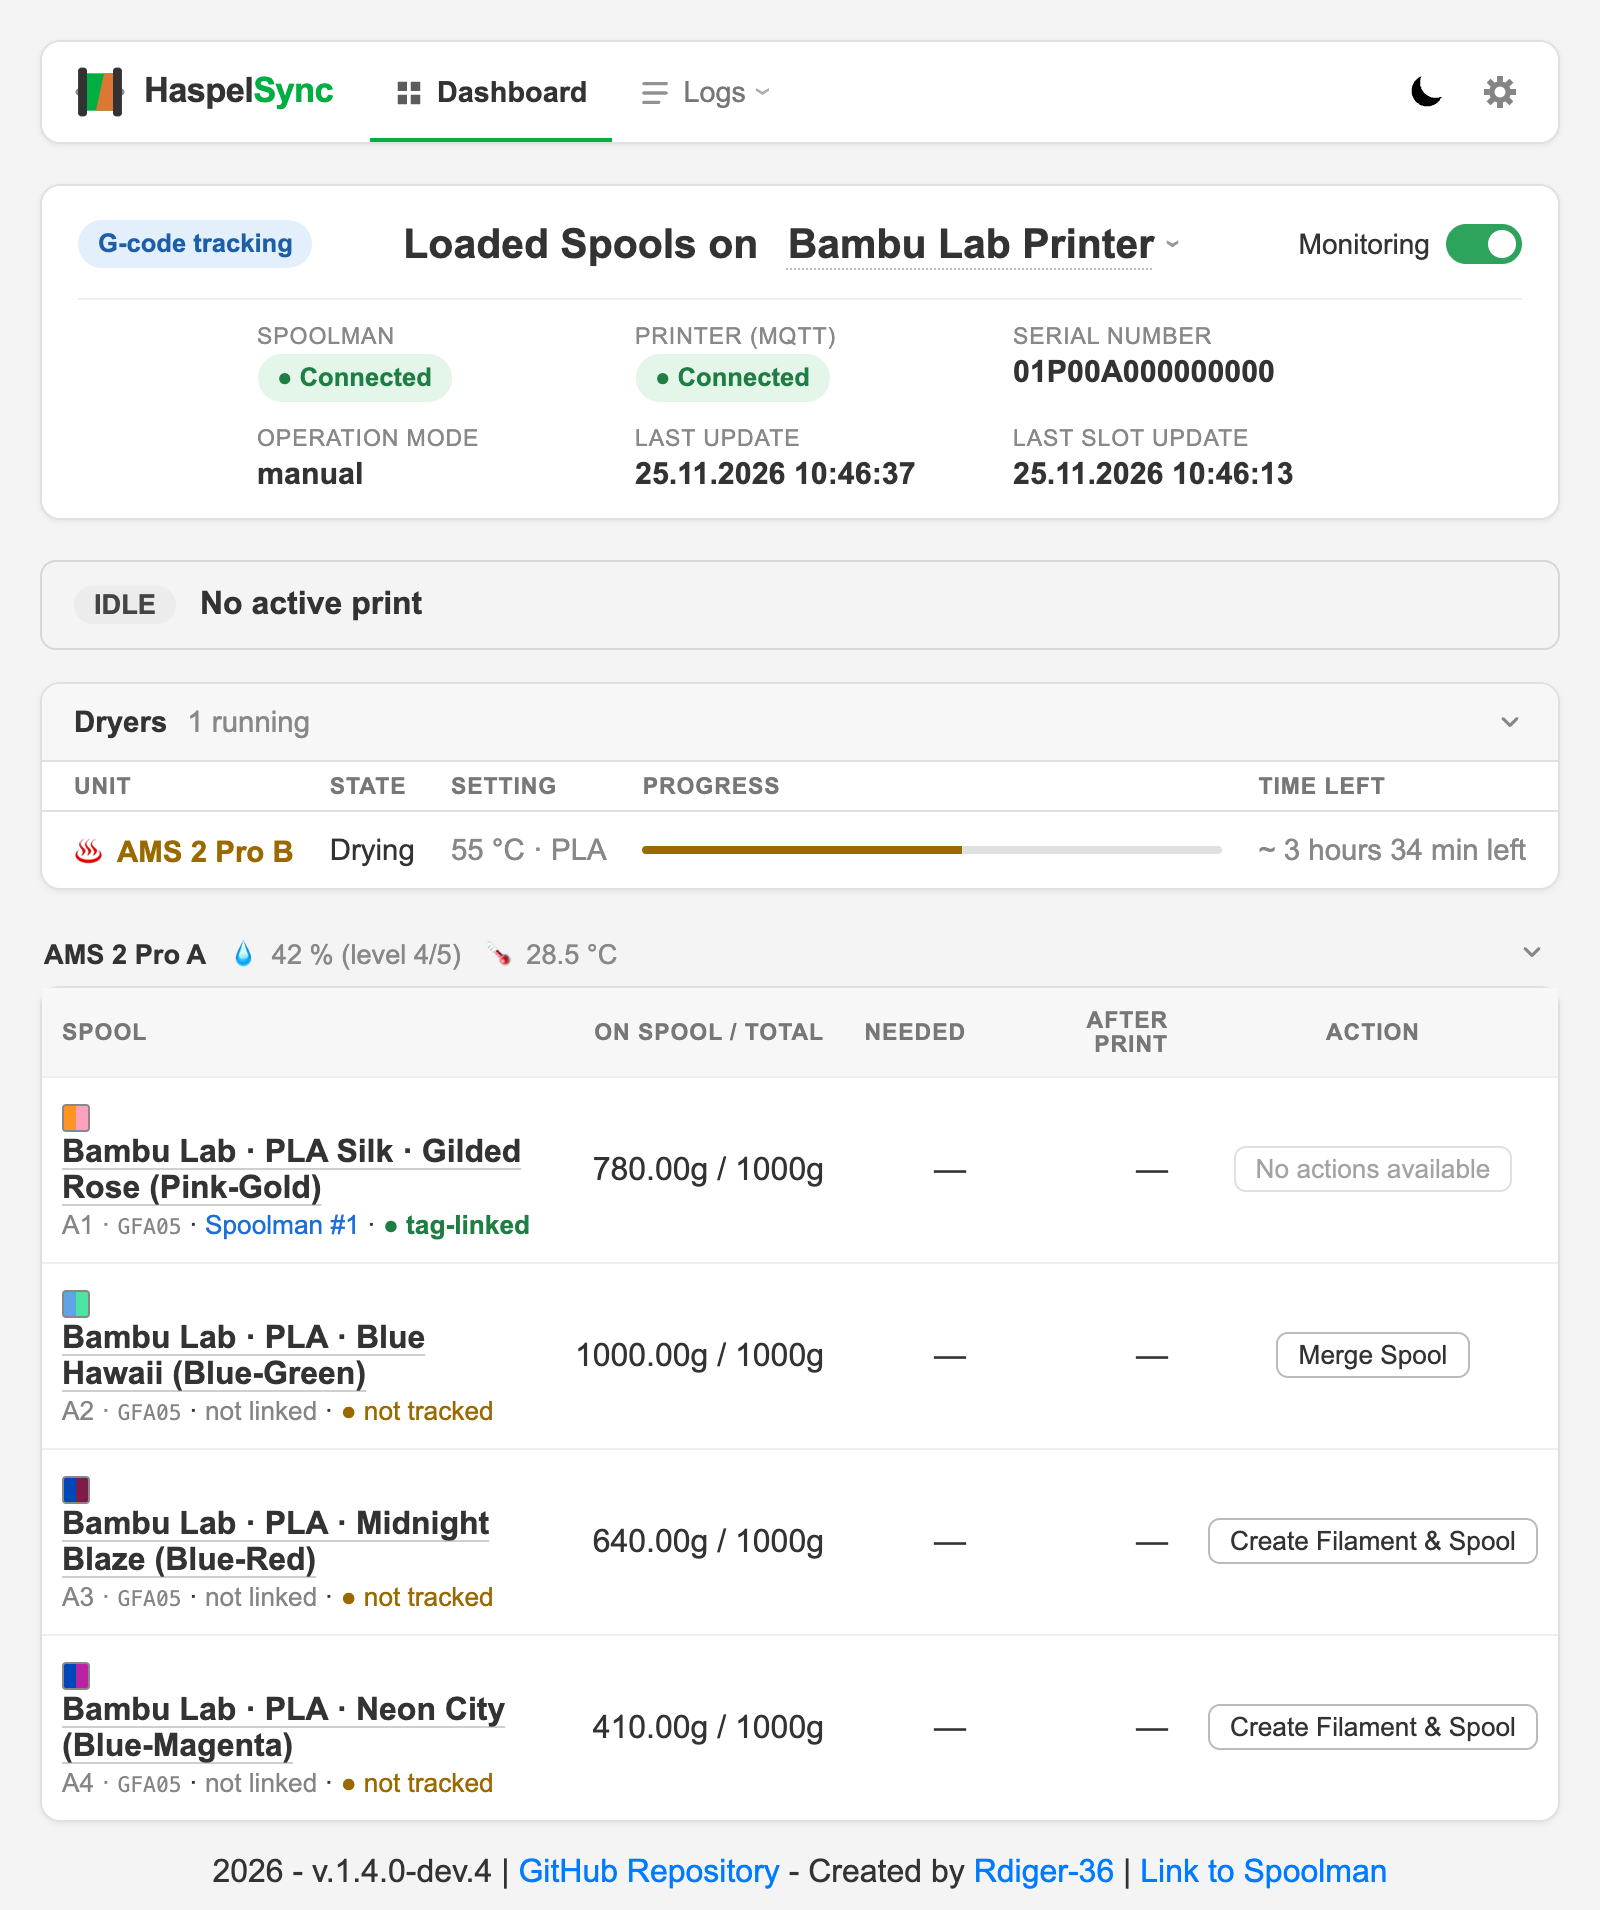 HaspelSync
Dashboard
Logs
G-code tracking
Loaded Spools on Bambu Lab Printer
Monitoring
SPOOLMAN
Connected
PRINTER (MQTT)
Connected
SERIAL NUMBER
01P00A000000000
OPERATION MODE
manual
LAST UPDATE
25.11.2026 10:46:37
LAST SLOT UPDATE
25.11.2026 10:46:13
IDLE No active print
Dryers 1 running
UNIT STATE SETTING PROGRESS TIME LEFT
AMS 2 Pro B Drying 55 °C · PLA ~ 3 hours 34 min left
AMS 2 Pro A 42 % (level 4/5) 28.5 °C
SPOOL ON SPOOL / TOTAL NEEDED AFTER PRINT ACTION
Bambu Lab · PLA Silk · Gilded
Rose (Pink-Gold)
A1 · GFA05 · Spoolman #1 · ● tag-linked
780.00g / 1000g — — No actions available
Bambu Lab · PLA · Blue
Hawaii (Blue-Green)
A2 · GFA05 · not linked · ● not tracked
1000.00g / 1000g — — Merge Spool
Bambu Lab · PLA · Midnight
Blaze (Blue-Red)
A3 · GFA05 · not linked · ● not tracked
640.00g / 1000g — — Create Filament & Spool
Bambu Lab · PLA · Neon City
(Blue-Magenta)
A4 · GFA05 · not linked · ● not tracked
410.00g / 1000g — — Create Filament & Spool
2026 - v.1.4.0-dev.4 | GitHub Repository - Created by Rdiger-36 | Link to Spoolman